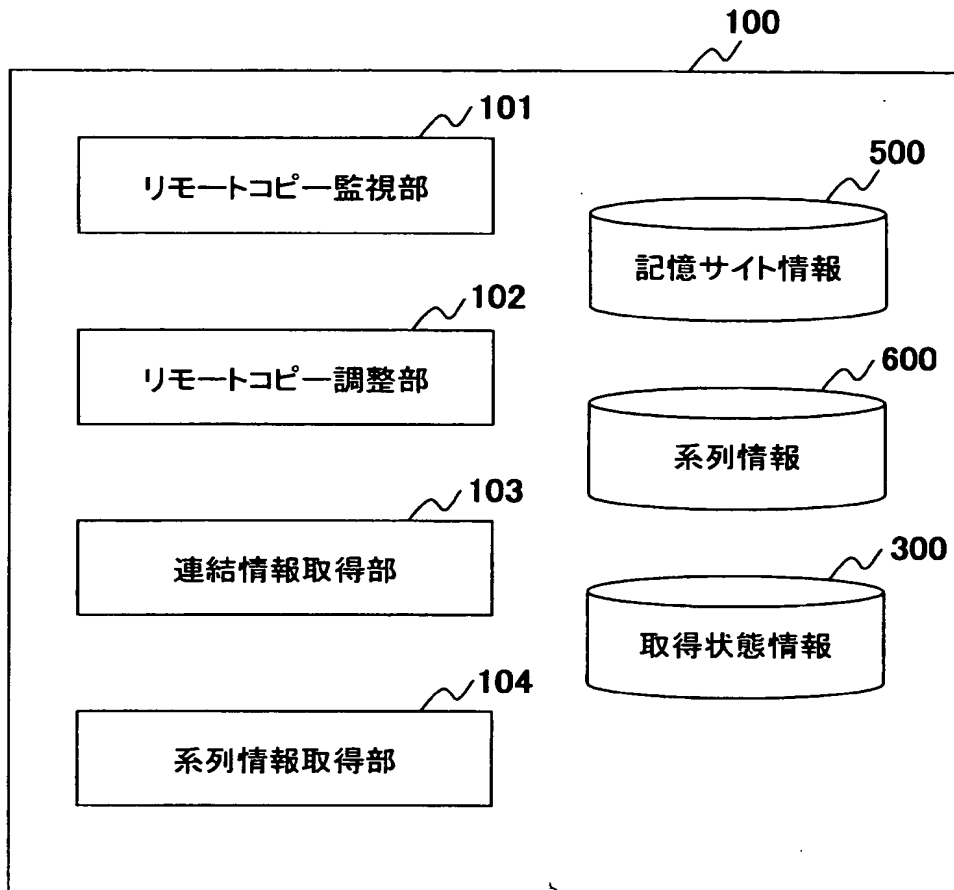 100
101
リモートコピー監視部
102
リモートコピー調整部
103
連結情報取得部
104
系列情報取得部
500
記憶サイト情報
600
系列情報
300
取得状態情報